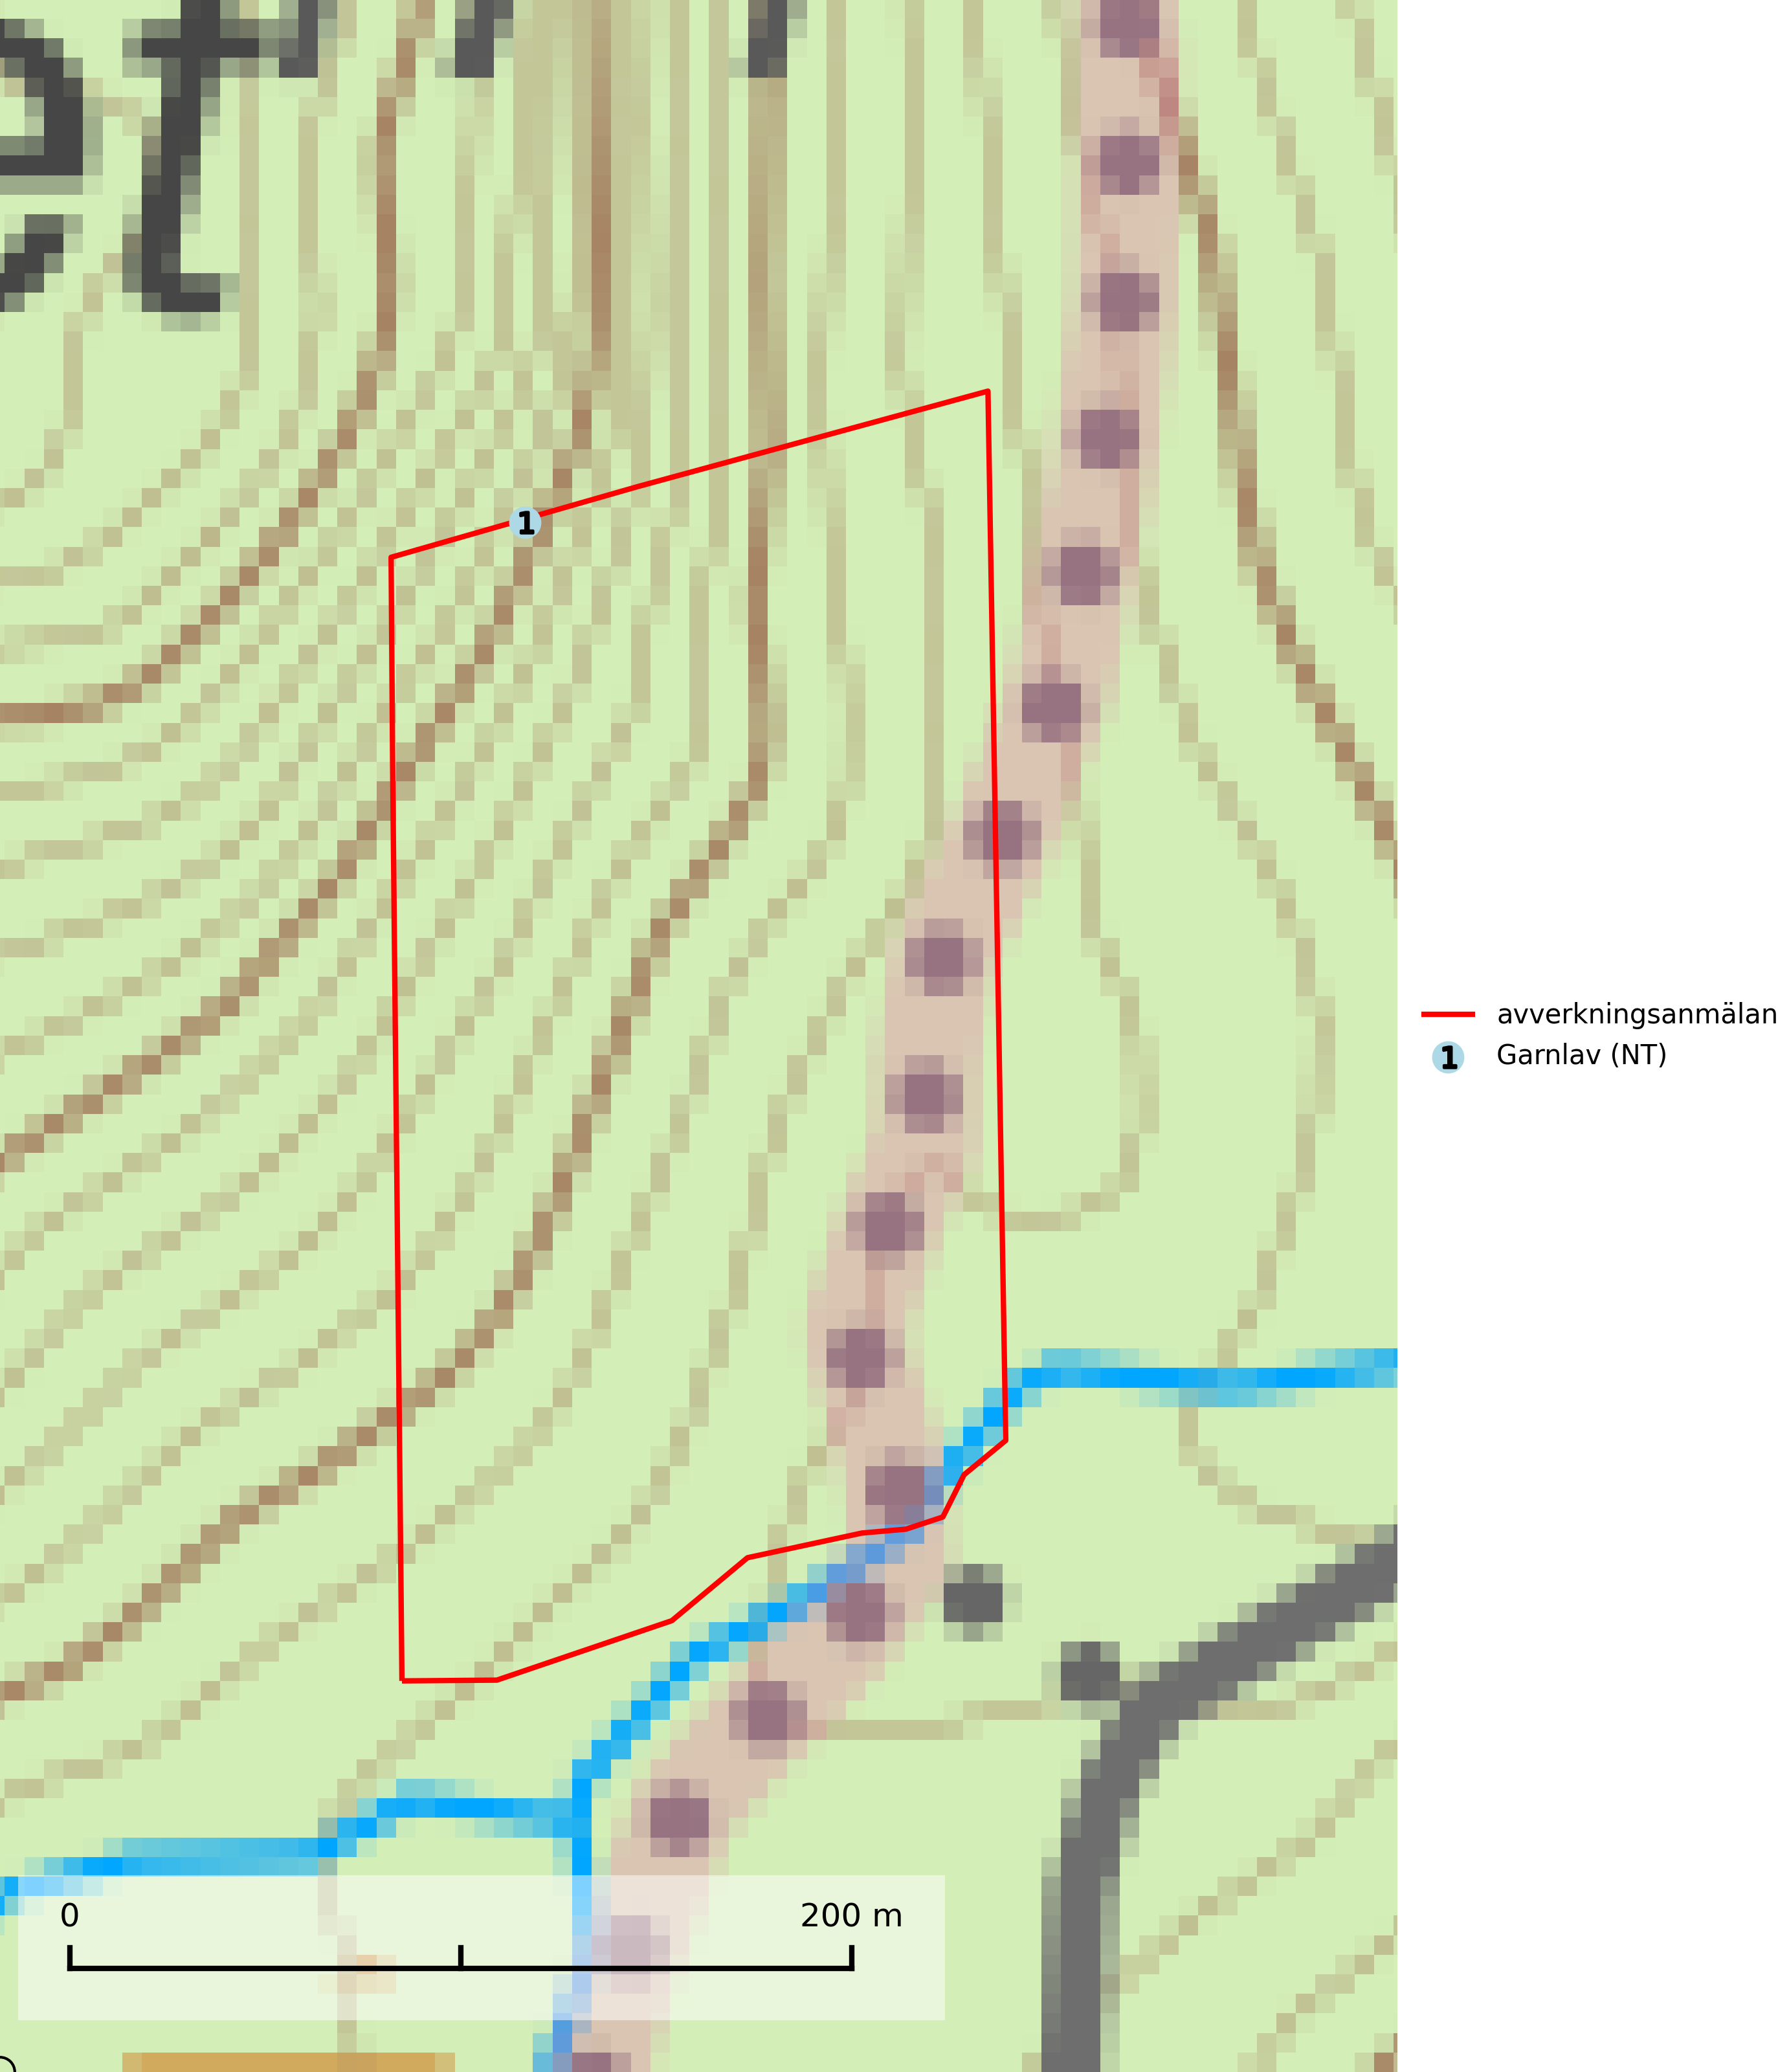 1
avverkningsanmälan
1 Garnlav (NT)
0 200 m